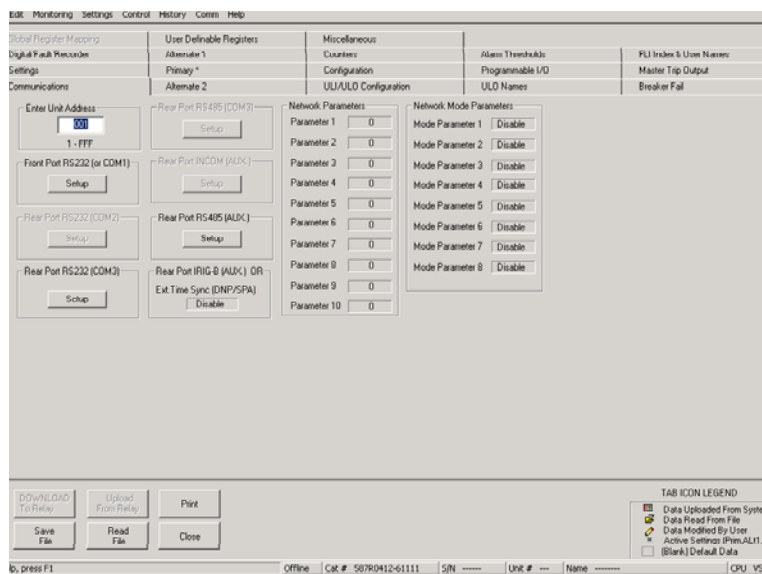 Edit Monitoring Settings Control History Comm Help
Global Register Mapping User Definable Registers Miscellaneous
Digital Fault Recorder Alternate 1 Counters Alarm Thresholds FLI Index & User Names
Settings Primary * Configuration Programmable I/O Master Trip Output
Communications Alternate 2 ULI/ULO Configuration ULO Names Breaker Fail
Enter Unit Address
001
1 - FFF
Front Port RS232 (or COM1)
Setup
Rear Port RS232 (COM2)
Setup
Rear Port RS232 (COM3)
Setup
Rear Port RS485 (COM3)
Setup
Rear Port INCOM (AUX.)
Setup
Rear Port RS485 (AUX.)
Setup
Rear Port IRIG-B (AUX.) OR
Ext.Time Sync (DNP/SPA)
Disable
Network Parameters
Parameter 1 0
Parameter 2 0
Parameter 3 0
Parameter 4 0
Parameter 5 0
Parameter 6 0
Parameter 7 0
Parameter 8 0
Parameter 9 0
Parameter 10 0
Network Mode Parameters
Mode Parameter 1 Disable
Mode Parameter 2 Disable
Mode Parameter 3 Disable
Mode Parameter 4 Disable
Mode Parameter 5 Disable
Mode Parameter 6 Disable
Mode Parameter 7 Disable
Mode Parameter 8 Disable
DOWNLOAD To Relay
Upload From Relay
Print
Save File
Read File
Close
TAB ICON LEGEND
Data Uploaded From Syste
Data Read From File
Data Modified By User
* Active Settings (Prim,ALt1.
(Blank) Default Data
lp, press F1 Offline Cat # 587R0412-61111 S/N ------ Unit # --- Name -------- CPU VS